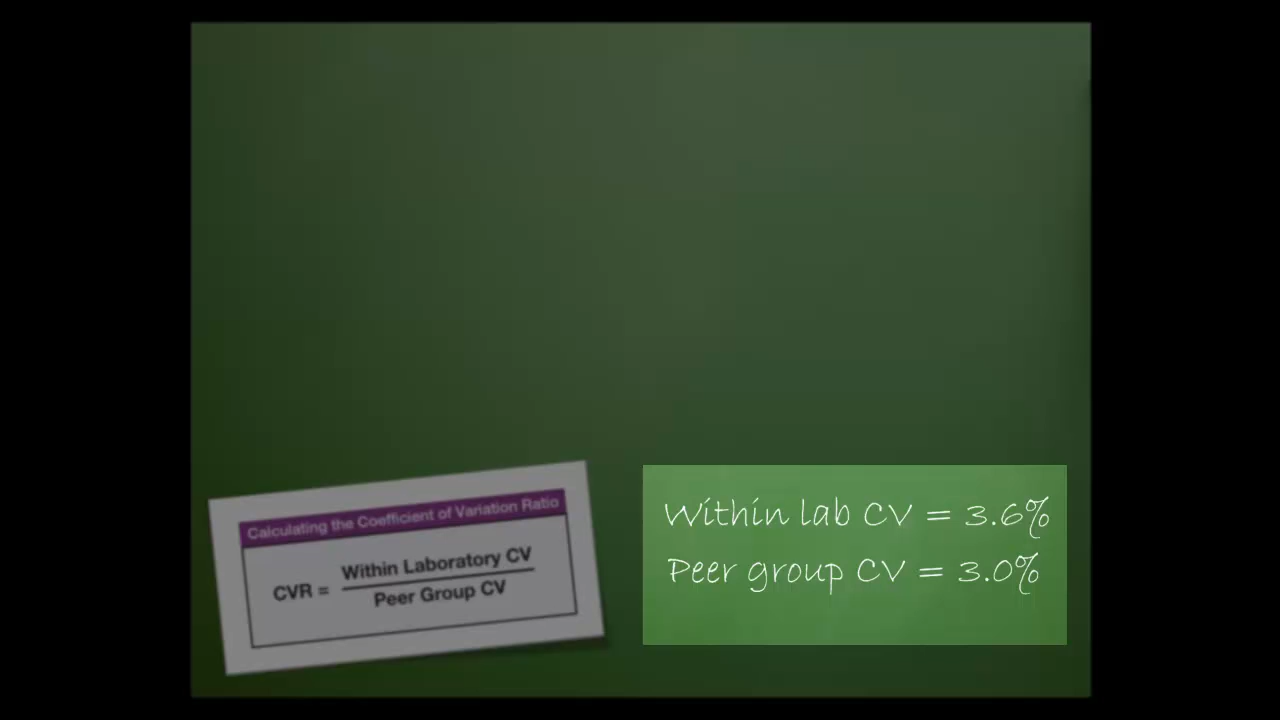 Calculating the Coefficient of Variation Ratio
CVR = Within Laboratory CV
Peer Group CV
Within lab CV = 3.6%
Peer group CV = 3.0%